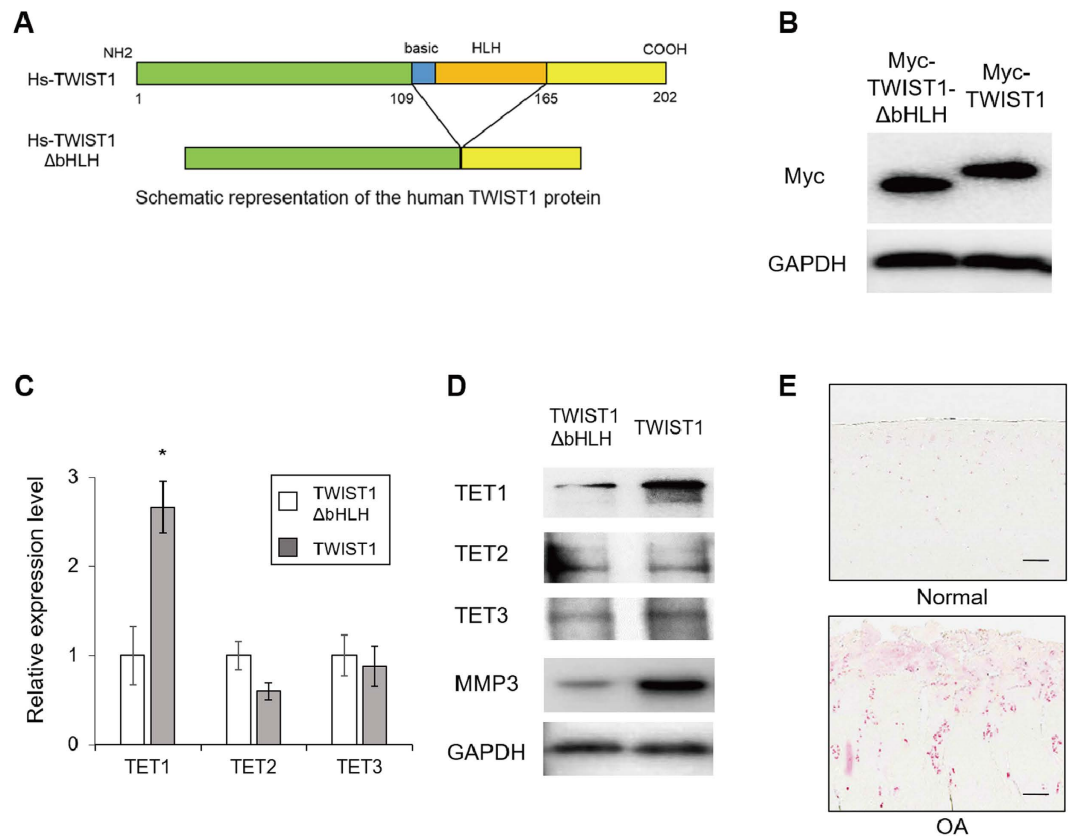 A
NH2
basic
HLH
COOH
Hs-TWIST1
1
109
165
202
Hs-TWIST1
ΔbHLH
Schematic representation of the human TWIST1 protein
B
Myc-
TWIST1-
ΔbHLH
Myc-
TWIST1
Myc
GAPDH
C
Relative expression level
3
2
1
0
*
TWIST1
ΔbHLH
TWIST1
TET1
TET2
TET3
D
TWIST1
ΔbHLH
TWIST1
TET1
TET2
TET3
MMP3
GAPDH
E
Normal
OA